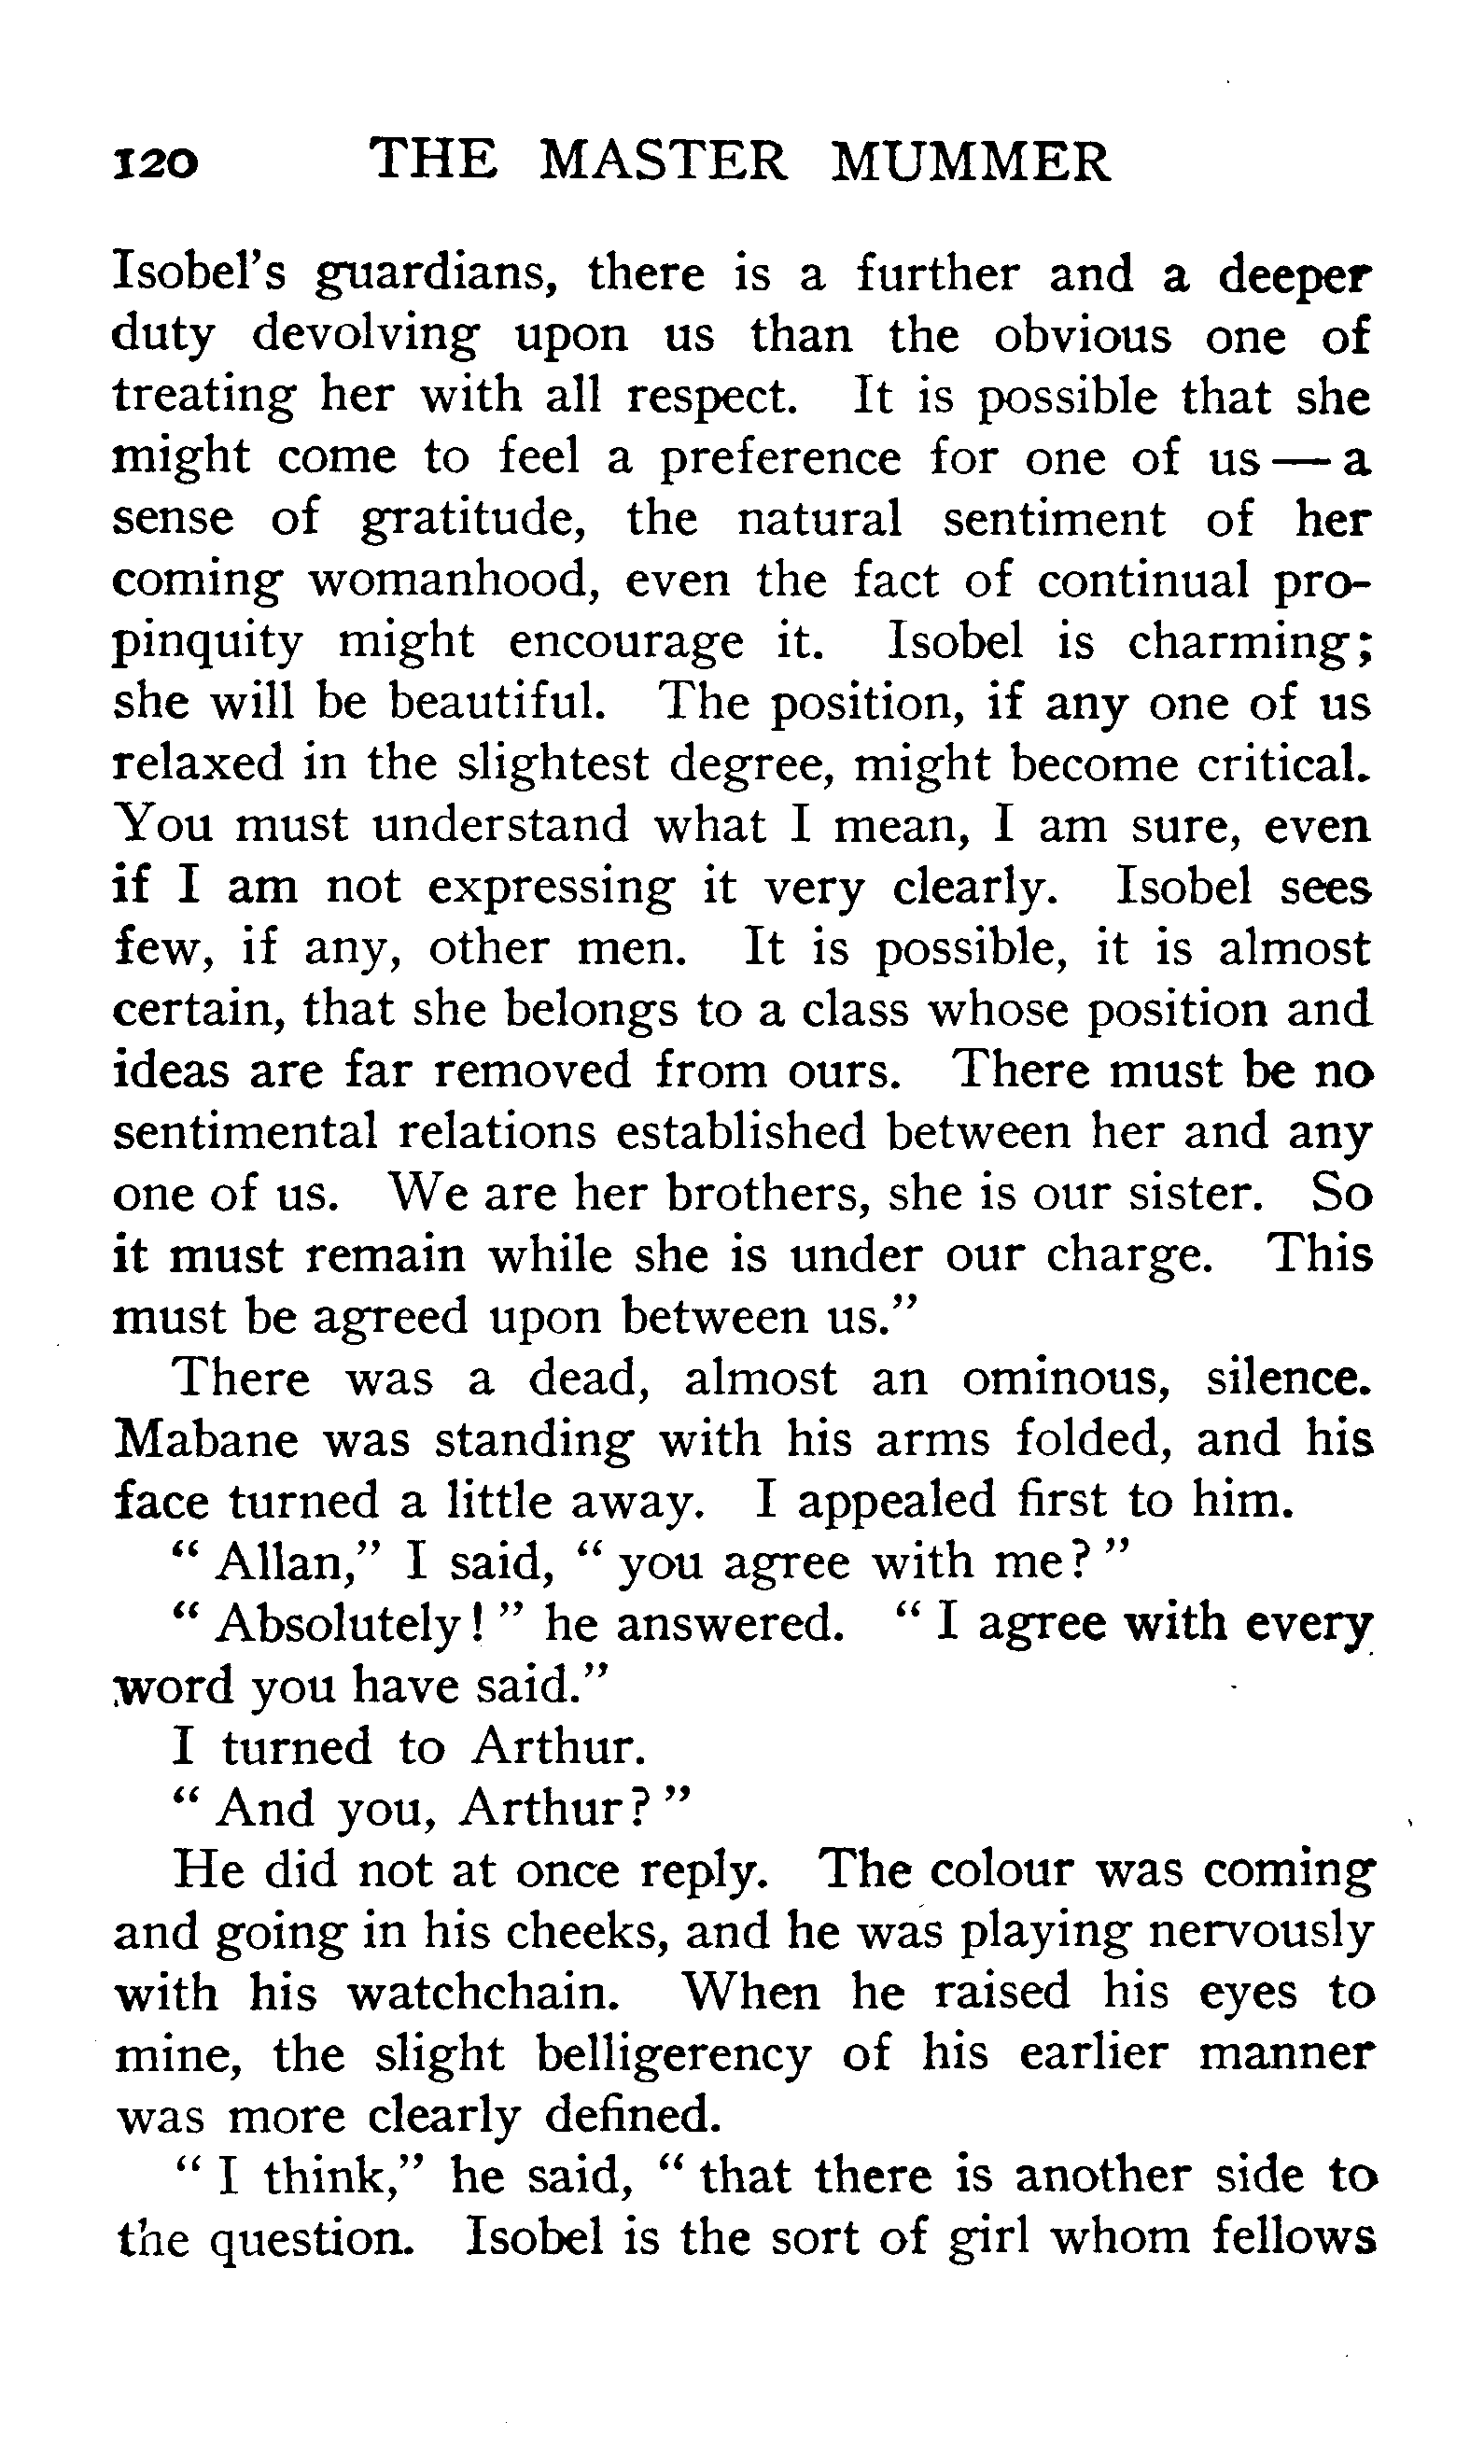 120 THE MASTER MUMMER
Isobel's guardians, there is a further and a deeper
duty devolving upon us than the obvious one of
treating her with all respect. It is possible that she
might come to feel a preference for one of us — a
sense of gratitude, the natural sentiment of her
coming womanhood, even the fact of continual pro-
pinquity might encourage it. Isobel is charming;
she will be beautiful. The position, if any one of us
relaxed in the slightest degree, might become critical.
You must understand what I mean, I am sure, even
if I am not expressing it very clearly. Isobel sees
few, if any, other men. It is possible, it is almost
certain, that she belongs to a class whose position and
ideas are far removed from ours. There must be no
sentimental relations established between her and any
one of us. We are her brothers, she is our sister. So
it must remain while she is under our charge. This
must be agreed upon between us."
There was a dead, almost an ominous, silence.
Mabane was standing with his arms folded, and his
face turned a little away. I appealed first to him.
" Allan," I said, " you agree with me? "
" Absolutely! " he answered. " I agree with every
word you have said."
I turned to Arthur.
" And you, Arthur? "
He did not at once reply. The colour was coming
and going in his cheeks, and he was playing nervously
with his watchchain. When he raised his eyes to
mine, the slight belligerency of his earlier manner
was more clearly defined.
" I think," he said, " that there is another side to
the question. Isobel is the sort of girl whom fellows